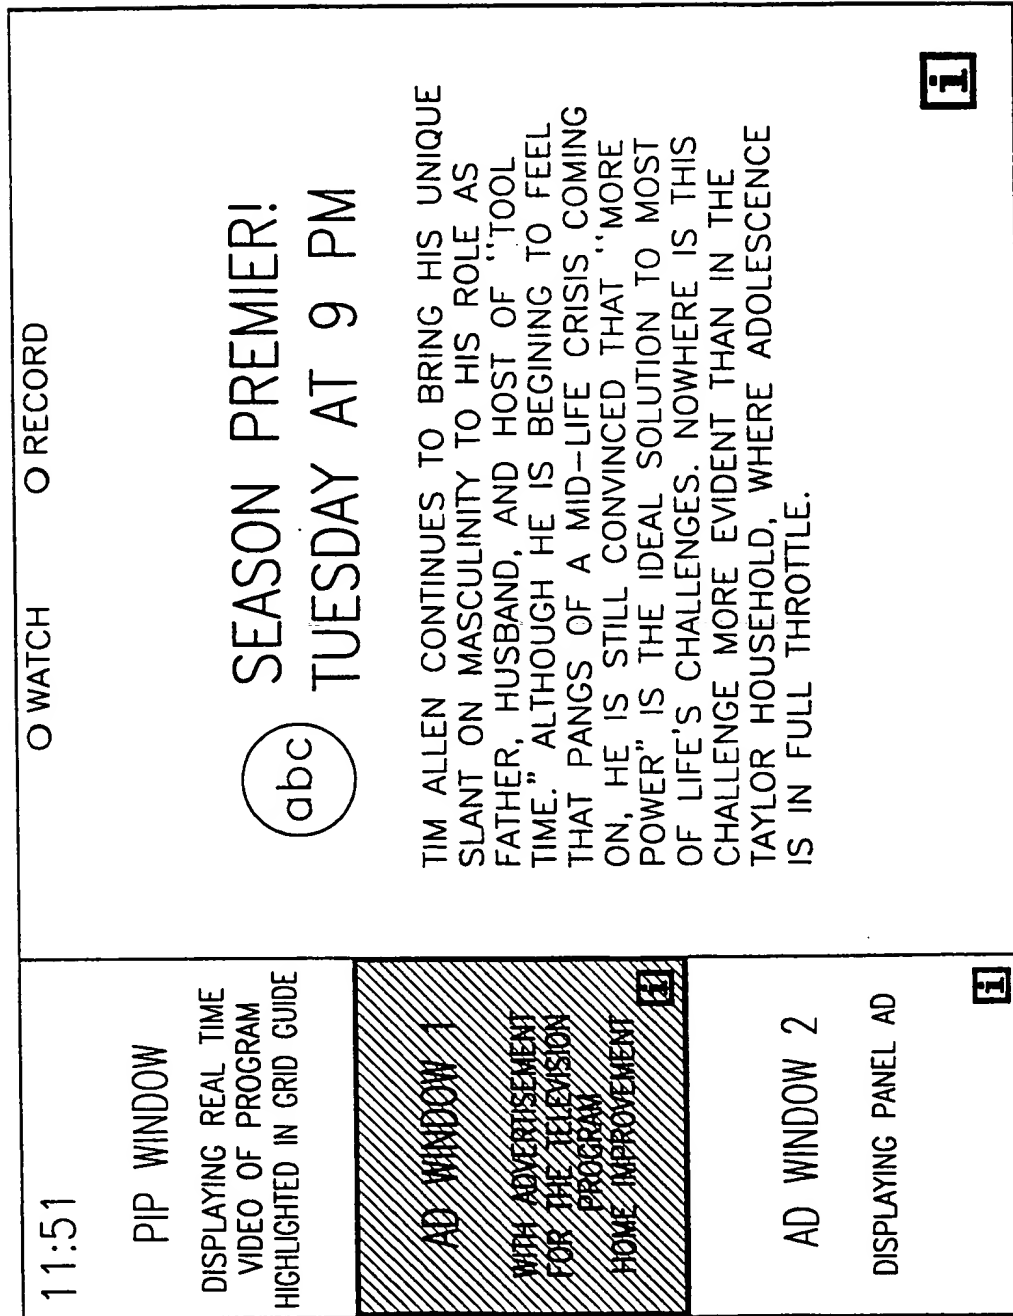 11:51
PIP WINDOW
DISPLAYING REAL TIME
VIDEO OF PROGRAM
HIGHLIGHTED IN GRID GUIDE
AD WINDOW 1
WITH ADVERTISEMENT
FOR THE TELEVISION
PROGRAM
HOME IMPROVEMENT
i
AD WINDOW 2
DISPLAYING PANEL AD
i
O WATCH O RECORD
abc
SEASON PREMIER!
TUESDAY AT 9 PM
TIM ALLEN CONTINUES TO BRING HIS UNIQUE
SLANT ON MASCULINITY TO HIS ROLE AS
FATHER, HUSBAND, AND HOST OF "TOOL
TIME." ALTHOUGH HE IS BEGINING TO FEEL
THAT PANGS OF A MID-LIFE CRISIS COMING
ON, HE IS STILL CONVINCED THAT "MORE
POWER" IS THE IDEAL SOLUTION TO MOST
OF LIFE'S CHALLENGES. NOWHERE IS THIS
CHALLENGE MORE EVIDENT THAN IN THE
TAYLOR HOUSEHOLD, WHERE ADOLESCENCE
IS IN FULL THROTTLE.
i